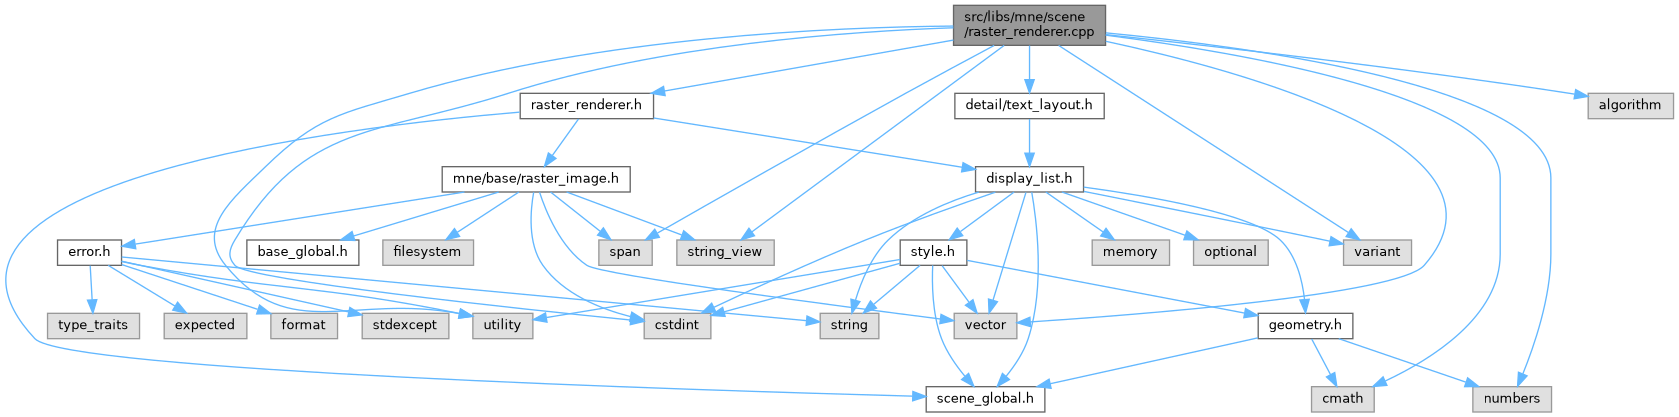 src/libs/mne/scene
/raster_renderer.cpp
raster_renderer.h
detail/text_layout.h
algorithm
mne/base/raster_image.h
display_list.h
error.h
base_global.h
filesystem
span
string_view
style.h
memory
optional
variant
type_traits
expected
format
stdexcept
utility
cstdint
string
vector
geometry.h
scene_global.h
cmath
numbers